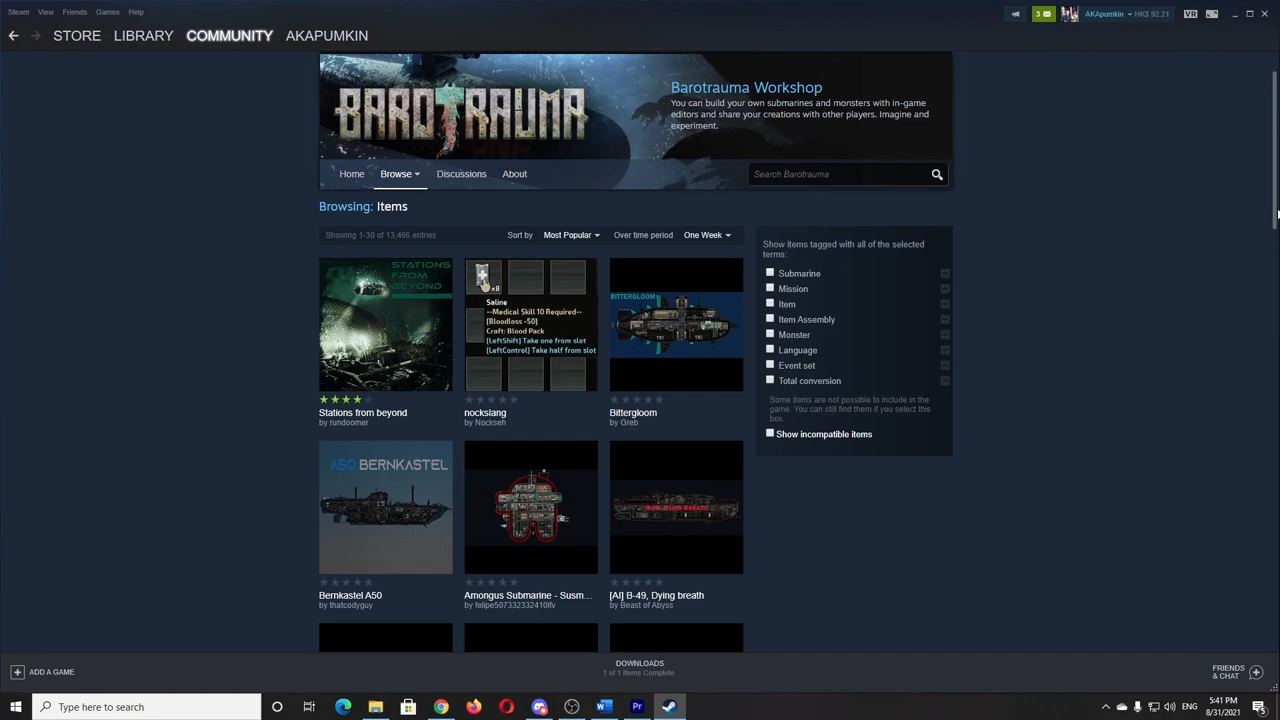 Steam View Friends Games Help
3 AKApumkin HK$ 92.21 VR
STORE LIBRARY COMMUNITY AKAPUMKIN
BAROTRAUMA
Barotrauma Workshop
You can build your own submarines and monsters with in-game
editors and share your creations with other players. Imagine and
experiment.
Home Browse Discussions About Search Barotrauma
Browsing: Items
Showing 1-30 of 13,466 entries Sort by Most Popular Over time period One Week
Show items tagged with all of the selected
terms:
Submarine
Mission
Item
Item Assembly
Monster
Language
Event set
Total conversion
Some items are not possible to include in the
game. You can still find them if you select this
box.
Show incompatible items
STATIONS
FROM
BEYOND
x8
Saline
--Medical Skill 10 Required--
[Bloodloss -50]
Craft: Blood Pack
[LeftShift] Take one from slot
[LeftControl] Take half from slot
BITTERGLOOM
Stations from beyond
by rundoomer
nockslang
by Nockseh
Bittergloom
by Greb
A50 BERNKASTEL
Bernkastel A50
by thatcodyguy
Amongus Submarine - Susm...
by felipe507332332410lfv
[AI] B-49, Dying breath
by Beast of Abyss
ADD A GAME
DOWNLOADS
1 of 1 Items Complete
FRIENDS
& CHAT
Type here to search
ENG
5:41 PM
8/31/2021